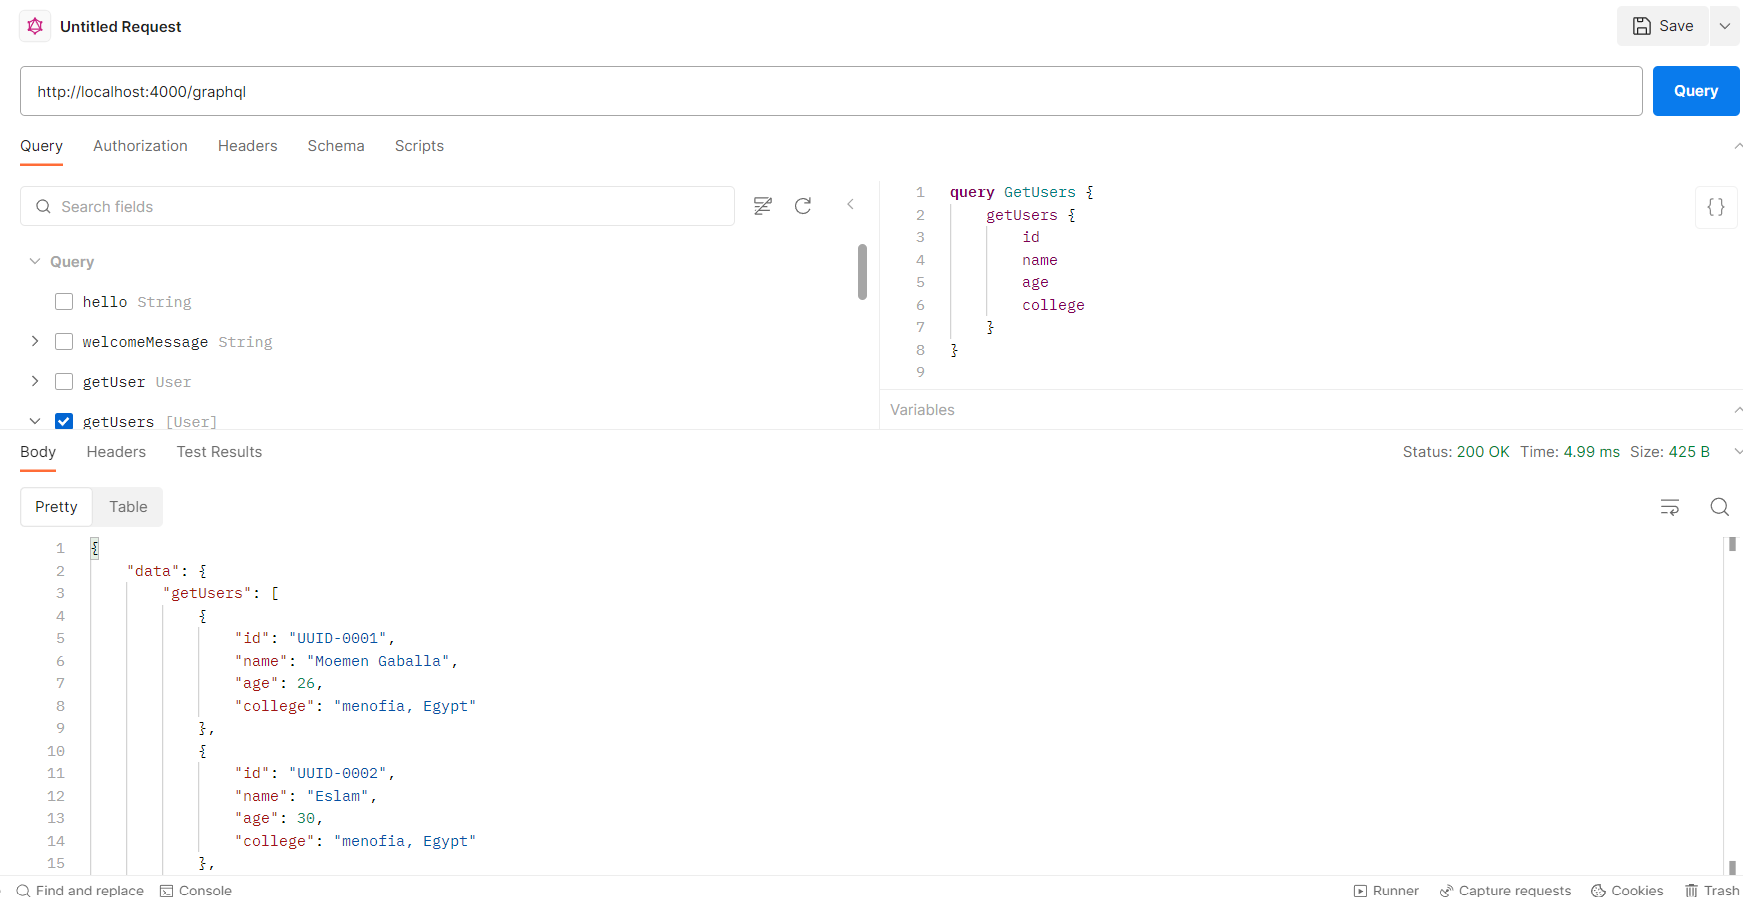 Untitled Request
Save
http://localhost:4000/graphql
Query
Query Authorization Headers Schema Scripts
Search fields
Query
hello String
welcomeMessage String
getUser User
getUsers [User]
1 query GetUsers {
2 getUsers {
3 id
4 name
5 age
6 college
7 }
8 }
9
{}
Variables
Body Headers Test Results
Status: 200 OK Time: 4.99 ms Size: 425 B
Pretty Table
1 {
2 "data": {
3 "getUsers": [
4 {
5 "id": "UUID-0001",
6 "name": "Moemen Gaballa",
7 "age": 26,
8 "college": "menofia, Egypt"
9 },
10 {
11 "id": "UUID-0002",
12 "name": "Eslam",
13 "age": 30,
14 "college": "menofia, Egypt"
15 },
Find and replace Console Runner Capture requests Cookies Trash